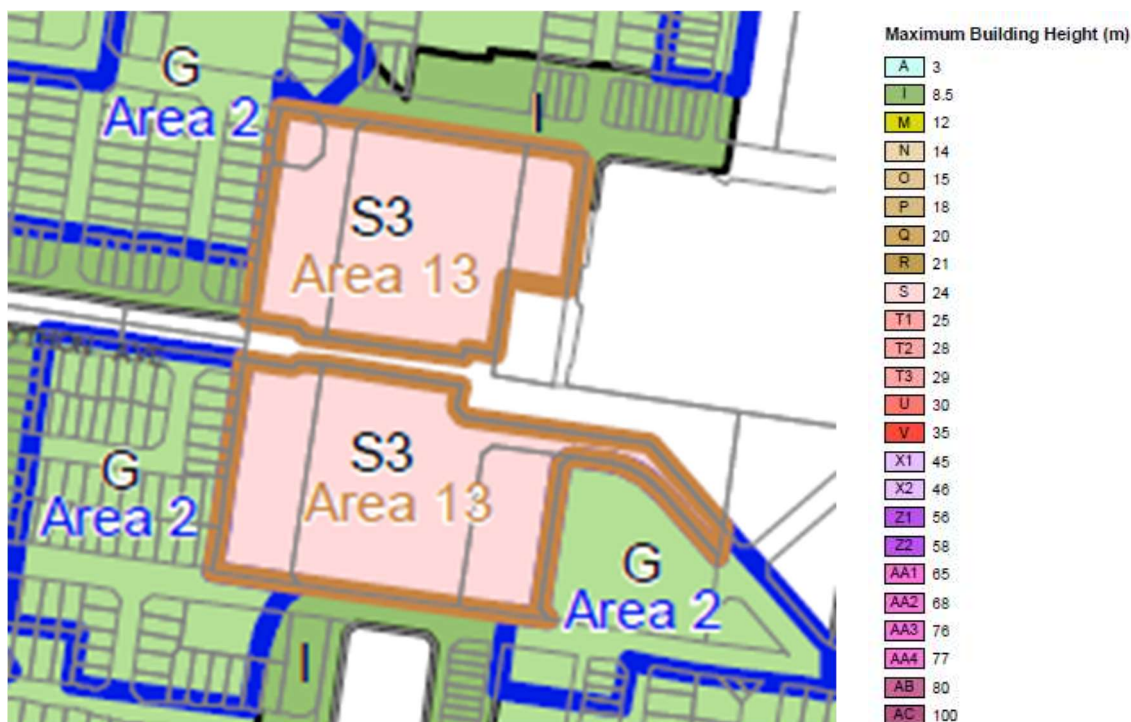 G
Area 2
I
S3
Area 13
S3
Area 13
G
Area 2
G
Area 2
I
Maximum Building Height (m)
A 3
I 8.5
M 12
N 14
O 15
P 18
Q 20
R 21
S 24
T1 25
T2 28
T3 29
U 30
V 35
X1 45
X2 46
Z1 56
Z2 58
AA1 65
AA2 68
AA3 76
AA4 77
AB 80
AC 100